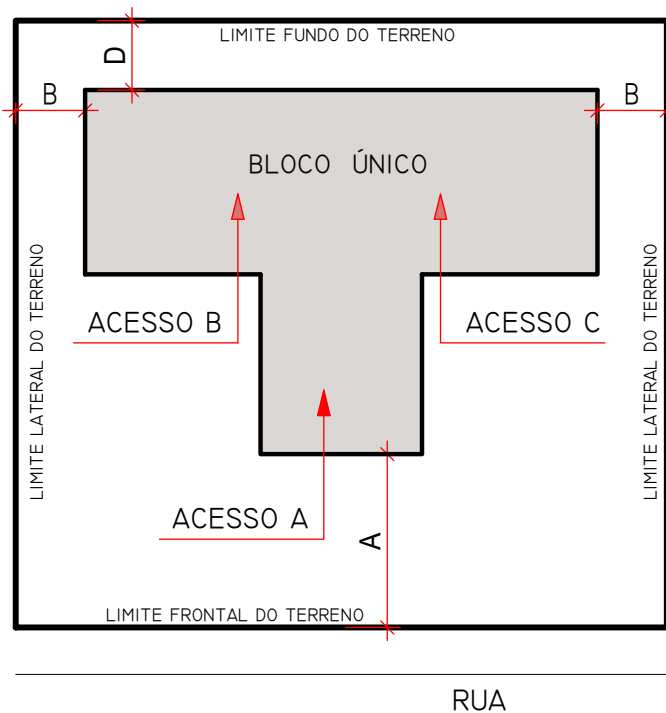 LIMITE FUNDO DO TERRENO
D
B
B
BLOCO ÚNICO
LIMITE LATERAL DO TERRENO
LIMITE LATERAL DO TERRENO
ACESSO B
ACESSO C
ACESSO A
A
LIMITE FRONTAL DO TERRENO
RUA